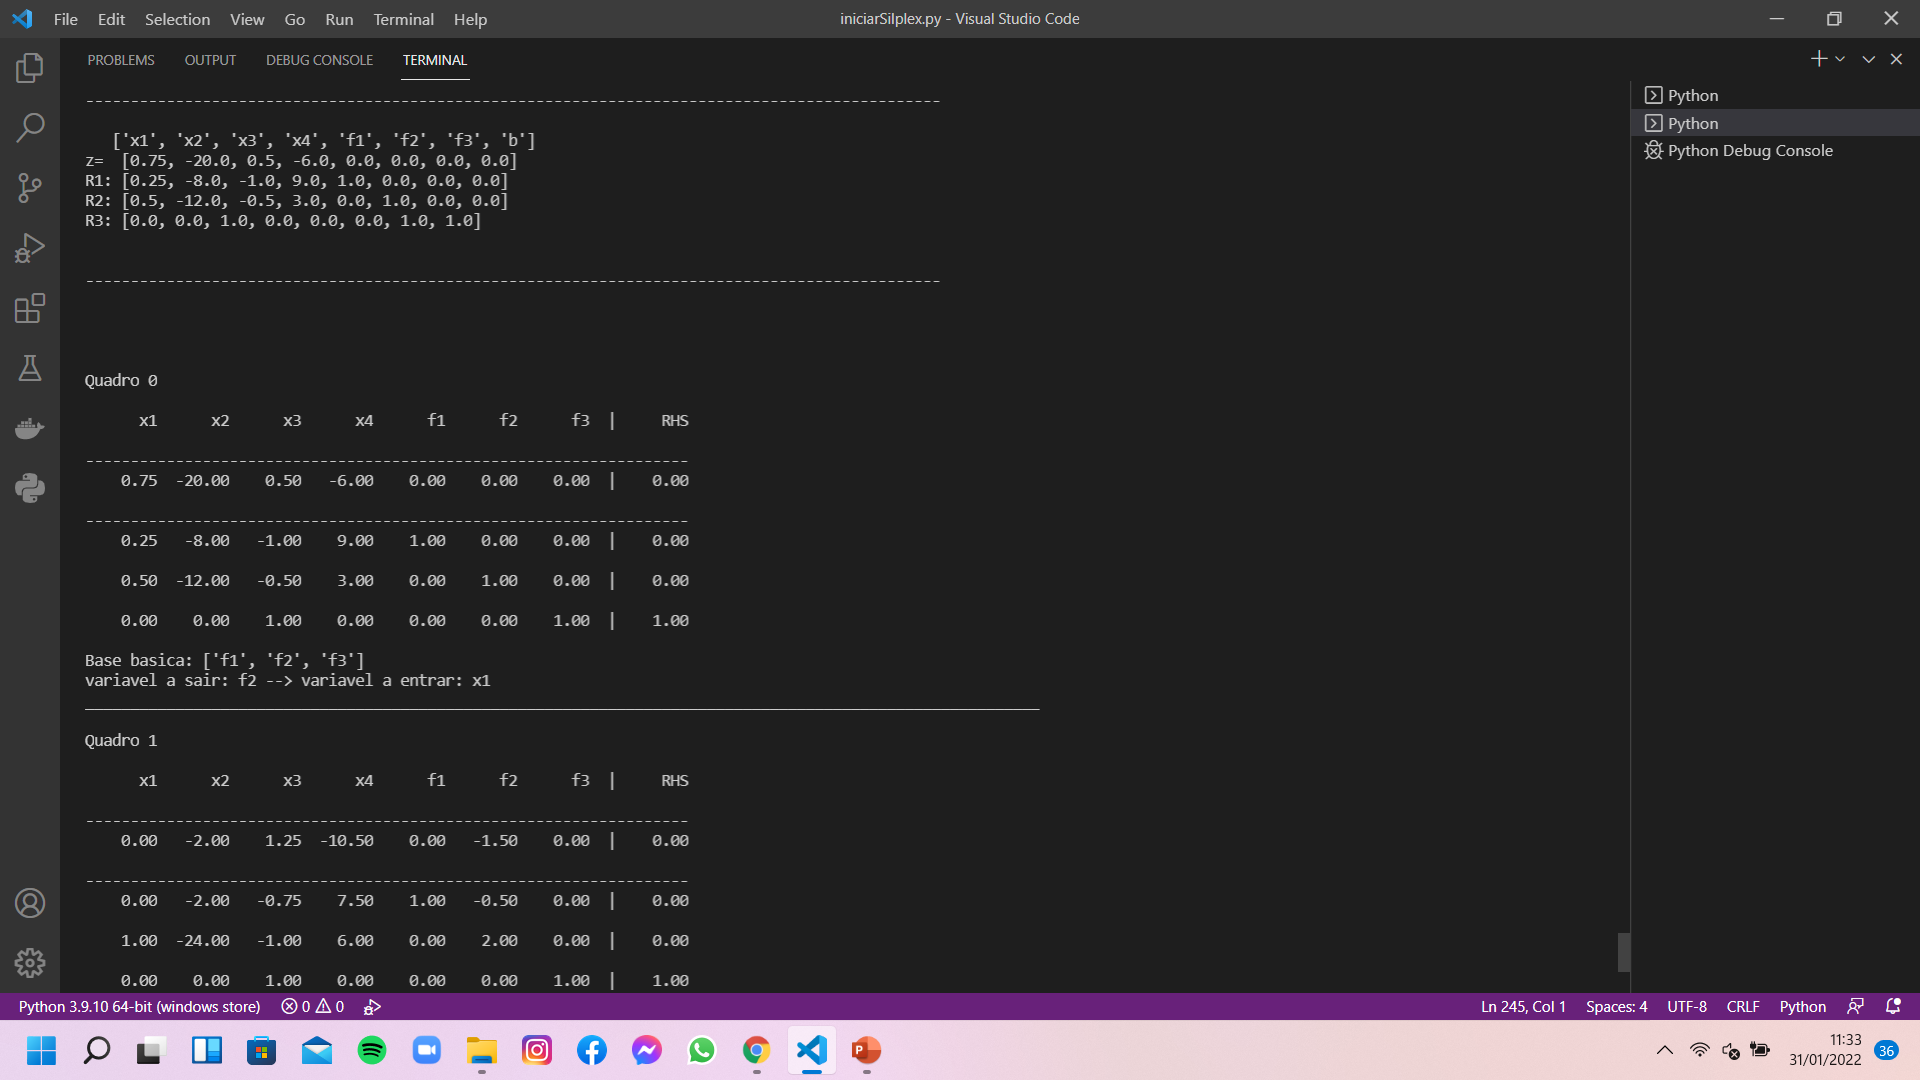 File Edit Selection View Go Run Terminal Help
iniciarSilplex.py - Visual Studio Code
PROBLEMS OUTPUT DEBUG CONSOLE TERMINAL
-----------------------------------------------------------------------------------------------
['x1', 'x2', 'x3', 'x4', 'f1', 'f2', 'f3', 'b']
z= [0.75, -20.0, 0.5, -6.0, 0.0, 0.0, 0.0, 0.0]
R1: [0.25, -8.0, -1.0, 9.0, 1.0, 0.0, 0.0, 0.0]
R2: [0.5, -12.0, -0.5, 3.0, 0.0, 1.0, 0.0, 0.0]
R3: [0.0, 0.0, 1.0, 0.0, 0.0, 0.0, 1.0, 1.0]
-----------------------------------------------------------------------------------------------
Quadro 0
x1 x2 x3 x4 f1 f2 f3 | RHS
-------------------------------------------------------------------
0.75 -20.00 0.50 -6.00 0.00 0.00 0.00 | 0.00
-------------------------------------------------------------------
0.25 -8.00 -1.00 9.00 1.00 0.00 0.00 | 0.00
0.50 -12.00 -0.50 3.00 0.00 1.00 0.00 | 0.00
0.00 0.00 1.00 0.00 0.00 0.00 1.00 | 1.00
Base basica: ['f1', 'f2', 'f3']
variavel a sair: f2 --> variavel a entrar: x1
__________________________________________________________________________________________________________
Quadro 1
x1 x2 x3 x4 f1 f2 f3 | RHS
-------------------------------------------------------------------
0.00 -2.00 1.25 -10.50 0.00 -1.50 0.00 | 0.00
-------------------------------------------------------------------
0.00 -2.00 -0.75 7.50 1.00 -0.50 0.00 | 0.00
1.00 -24.00 -1.00 6.00 0.00 2.00 0.00 | 0.00
0.00 0.00 1.00 0.00 0.00 0.00 1.00 | 1.00
Python
Python
Python Debug Console
Python 3.9.10 64-bit (windows store) 0 0
Ln 245, Col 1 Spaces: 4 UTF-8 CRLF Python
P
11:33
31/01/2022
36